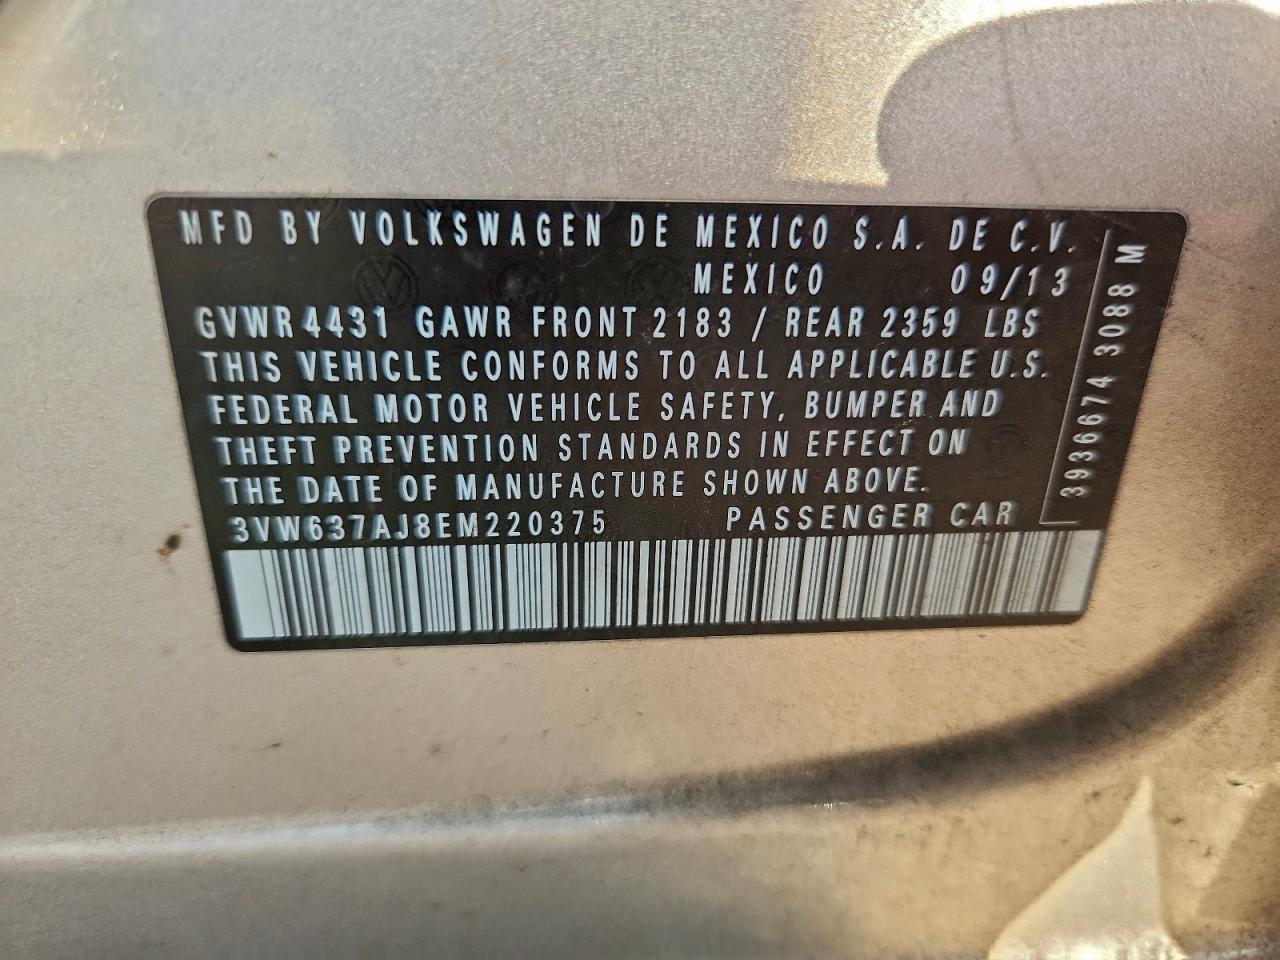 MFD BY VOLKSWAGEN DE MEXICO S.A. DE C.V.
MEXICO 09/13
GVWR 4431 GAWR FRONT 2183 / REAR 2359 LBS
THIS VEHICLE CONFORMS TO ALL APPLICABLE U.S.
FEDERAL MOTOR VEHICLE SAFETY, BUMPER AND
THEFT PREVENTION STANDARDS IN EFFECT ON
THE DATE OF MANUFACTURE SHOWN ABOVE.
3VW637AJ8EM220375 PASSENGER CAR
3936674 3088 M